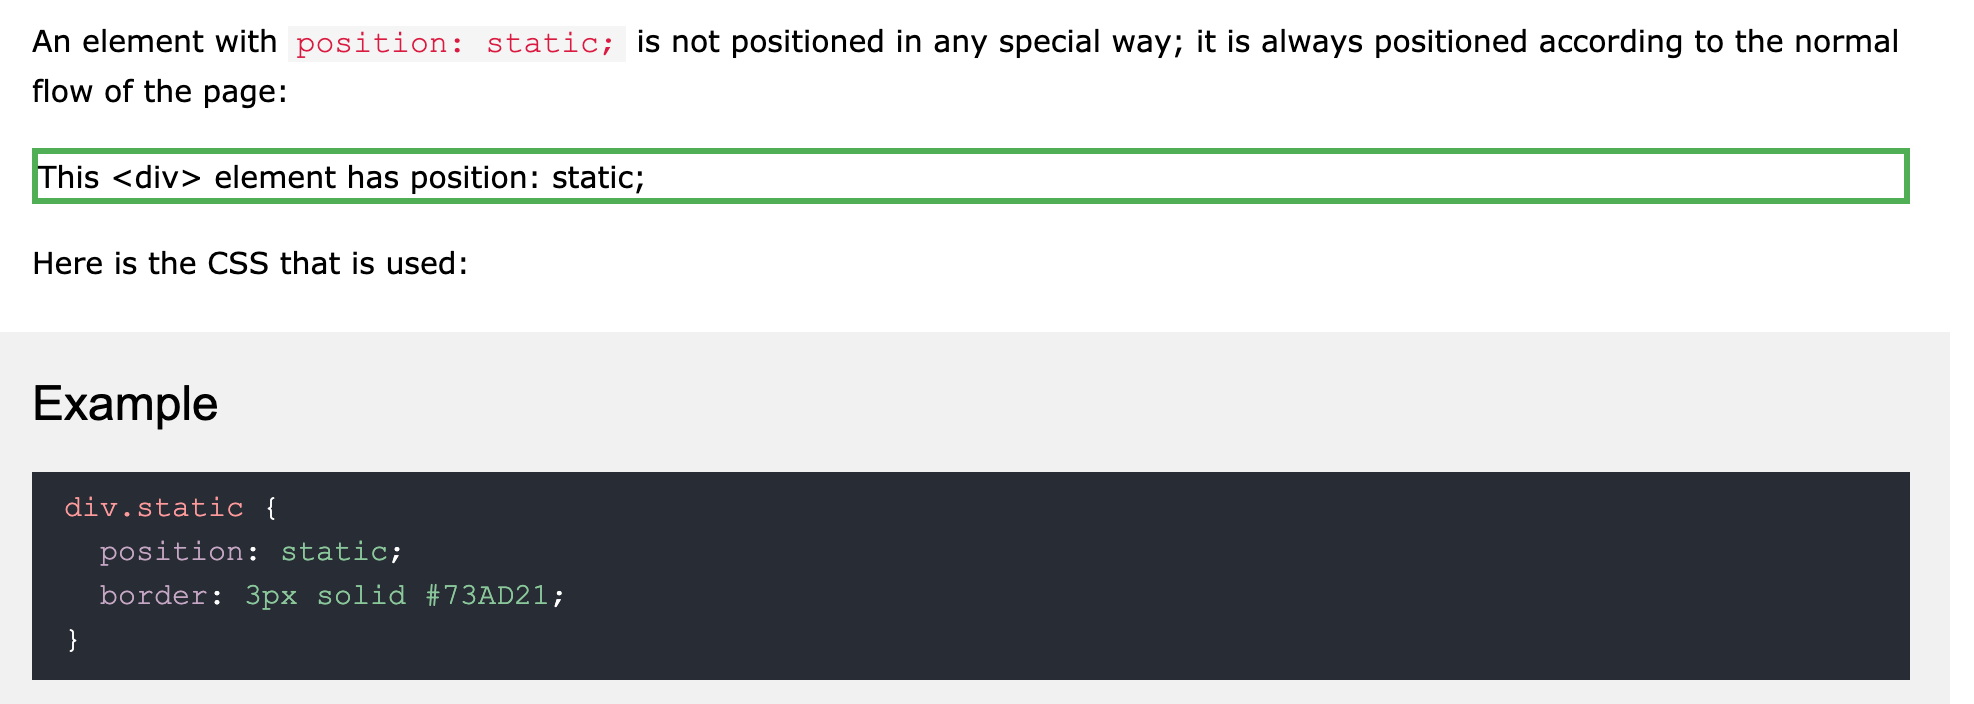 An element with position: static; is not positioned in any special way; it is always positioned according to the normal
flow of the page:
This <div> element has position: static;
Here is the CSS that is used:
Example
div.static {
  position: static;
  border: 3px solid #73AD21;
}